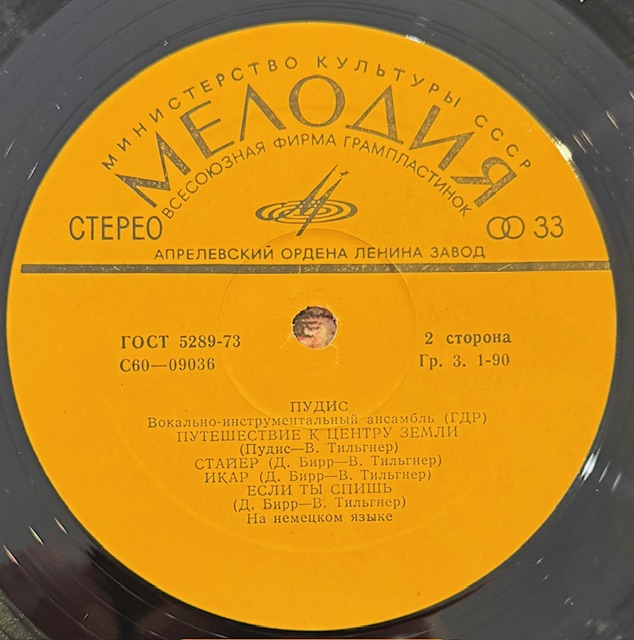 МИНИСТЕРСТВО КУЛЬТУРЫ СССР
МЕЛОДИЯ
ВСЕСОЮЗНАЯ ФИРМА ГРАМПЛАСТИНОК
СТЕРЕО
33
АПРЕЛЕВСКИЙ ОРДЕНА ЛЕНИНА ЗАВОД
ГОСТ 5289-73
С60—09036
2 сторона
Гр. 3. 1-90
ПУДИС
Вокально-инструментальный ансамбль (ГДР)
ПУТЕШЕСТВИЕ К ЦЕНТРУ ЗЕМЛИ
(Пудис—В. Тильгнер)
СТАЙЕР (Д. Бирр—В. Тильгнер)
ИКАР (Д. Бирр—В. Тильгнер)
ЕСЛИ ТЫ СПИШЬ
(Д. Бирр—В. Тильгнер)
На немецком языке